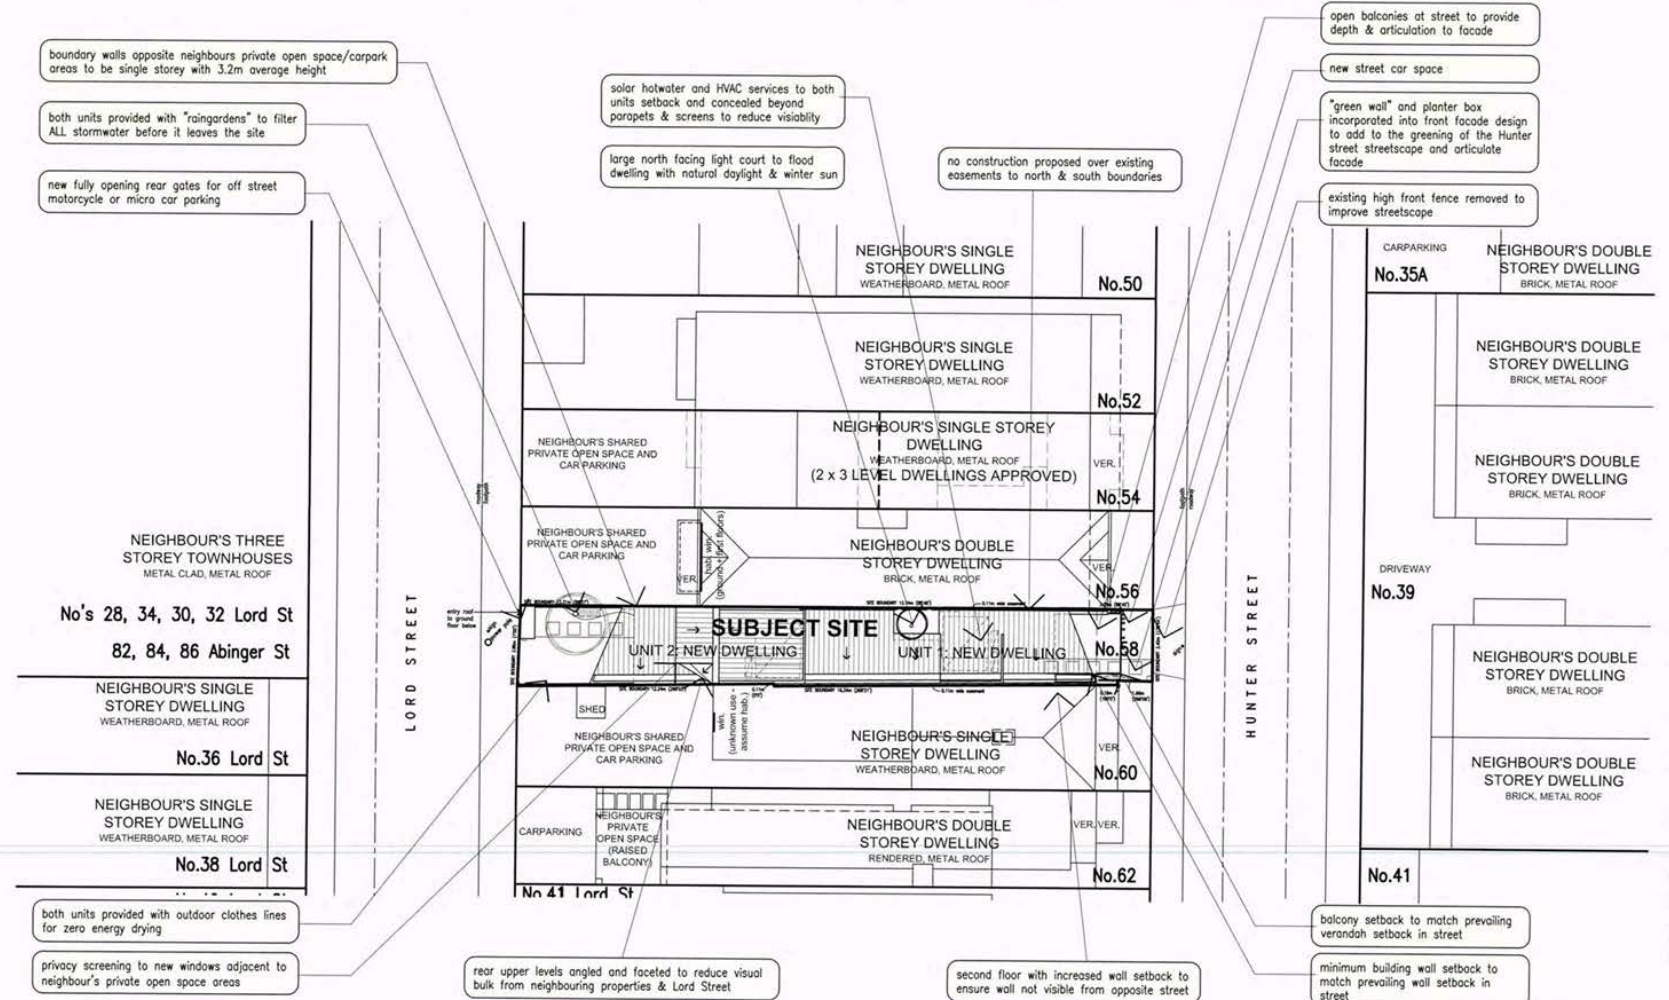 open balconies at street to provide
depth & articulation to facade
boundary walls opposite neighbours private open space/carpark
areas to be single storey with 3.2m average height
new street car space
solar hotwater and HVAC services to both
units setback and concealed beyond
parapets & screens to reduce visiablity
"green wall" and planter box
incorporated into front facade design
to add to the greening of the Hunter
street streetscape and articulate
facade
both units provided with "raingardens" to filter
ALL stormwater before it leaves the site
large north facing light court to flood
dwelling with natural daylight & winter sun
no construction proposed over existing
easements to north & south boundaries
new fully opening rear gates for off street
motorcycle or micro car parking
existing high front fence removed to
improve streetscape
NEIGHBOUR'S SINGLE
STOREY DWELLING
WEATHERBOARD, METAL ROOF
No.50
CARPARKING
No.35A
NEIGHBOUR'S DOUBLE
STOREY DWELLING
BRICK, METAL ROOF
NEIGHBOUR'S SINGLE
STOREY DWELLING
WEATHERBOARD, METAL ROOF
No.52
NEIGHBOUR'S DOUBLE
STOREY DWELLING
BRICK, METAL ROOF
NEIGHBOUR'S SHARED
PRIVATE OPEN SPACE AND
CAR PARKING
NEIGHBOUR'S SINGLE STOREY
DWELLING
WEATHERBOARD, METAL ROOF
(2 x 3 LEVEL DWELLINGS APPROVED)
VER.
No.54
NEIGHBOUR'S DOUBLE
STOREY DWELLING
BRICK, METAL ROOF
NEIGHBOUR'S THREE
STOREY TOWNHOUSES
METAL CLAD, METAL ROOF
No's 28, 34, 30, 32 Lord St
82, 84, 86 Abinger St
NEIGHBOUR'S SHARED
PRIVATE OPEN SPACE AND
CAR PARKING
VER.
hab. win.
(ground + first floors)
NEIGHBOUR'S DOUBLE
STOREY DWELLING
BRICK, METAL ROOF
VER.
No.56
DRIVEWAY
No.39
LORD STREET
HUNTER STREET
entry roof
to ground
floor below
SUBJECT SITE
UNIT 2: NEW DWELLING
UNIT 1: NEW DWELLING
No.58
NEIGHBOUR'S DOUBLE
STOREY DWELLING
BRICK, METAL ROOF
NEIGHBOUR'S SINGLE
STOREY DWELLING
WEATHERBOARD, METAL ROOF
No.36 Lord St
SHED
NEIGHBOUR'S SHARED
PRIVATE OPEN SPACE AND
CAR PARKING
win.
(unknown use -
assume hab.)
NEIGHBOUR'S SINGLE
STOREY DWELLING
WEATHERBOARD, METAL ROOF
VER.
No.60
NEIGHBOUR'S DOUBLE
STOREY DWELLING
BRICK, METAL ROOF
NEIGHBOUR'S SINGLE
STOREY DWELLING
WEATHERBOARD, METAL ROOF
No.38 Lord St
CARPARKING
NEIGHBOUR'S
PRIVATE
OPEN SPACE
(RAISED
BALCONY)
NEIGHBOUR'S DOUBLE
STOREY DWELLING
RENDERED, METAL ROOF
VER.
VER.
No.62
No.41
No 41 Lord St
both units provided with outdoor clothes lines
for zero energy drying
balcony setback to match prevailing
verandah setback in street
privacy screening to new windows adjacent to
neighbour's private open space areas
rear upper levels angled and faceted to reduce visual
bulk from neighbouring properties & Lord Street
second floor with increased wall setback to
ensure wall not visible from opposite street
minimum building wall setback to
match prevailing wall setback in
street